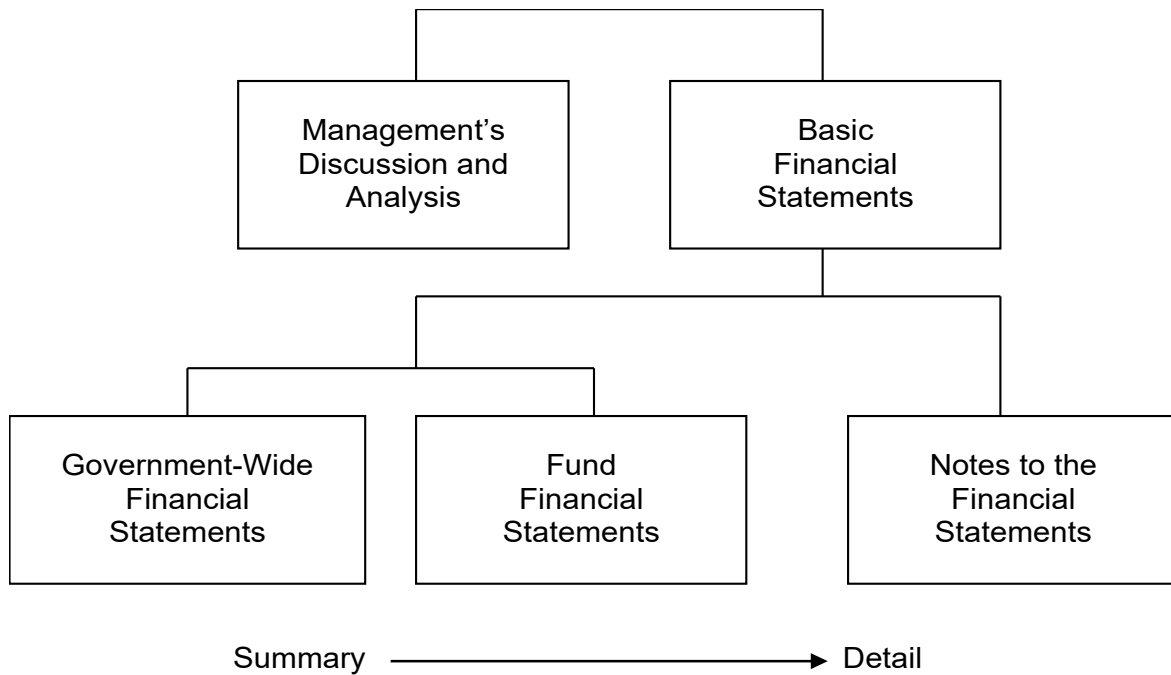 Management’s
Discussion and
Analysis
Basic
Financial
Statements
Government-Wide
Financial
Statements
Fund
Financial
Statements
Notes to the
Financial
Statements
Summary
Detail